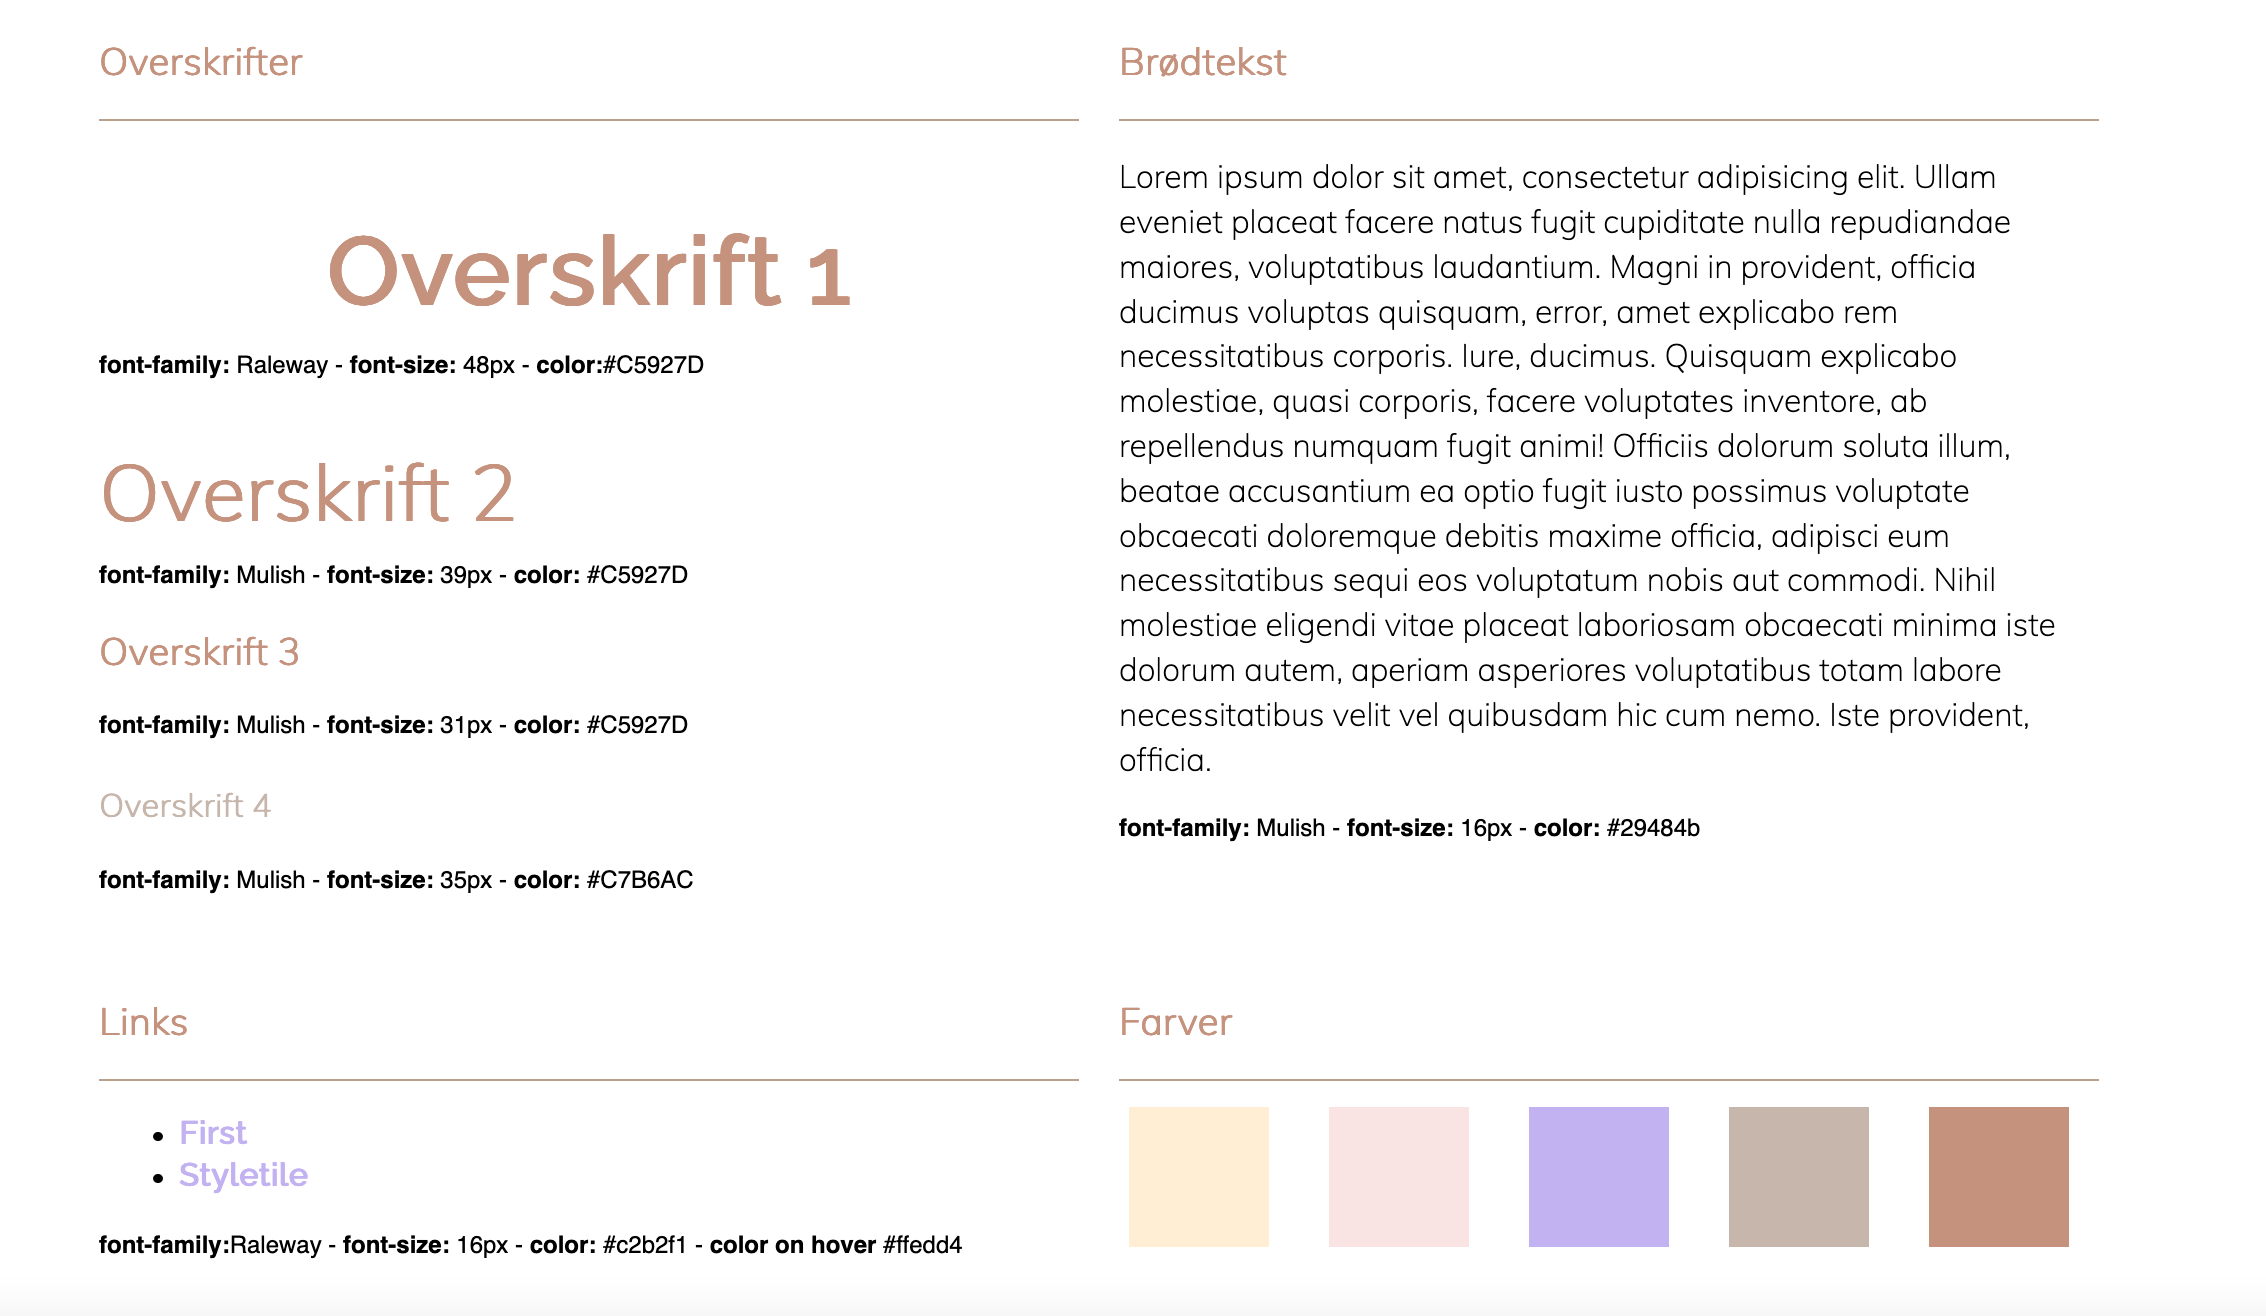 Overskrifter
Overskrift 1
font-family: Raleway - font-size: 48px - color:#C5927D
Overskrift 2
font-family: Mulish - font-size: 39px - color: #C5927D
Overskrift 3
font-family: Mulish - font-size: 31px - color: #C5927D
Overskrift 4
font-family: Mulish - font-size: 35px - color: #C7B6AC
Brødtekst
Lorem ipsum dolor sit amet, consectetur adipisicing elit. Ullam
eveniet placeat facere natus fugit cupiditate nulla repudiandae
maiores, voluptatibus laudantium. Magni in provident, officia
ducimus voluptas quisquam, error, amet explicabo rem
necessitatibus corporis. Iure, ducimus. Quisquam explicabo
molestiae, quasi corporis, facere voluptates inventore, ab
repellendus numquam fugit animi! Officiis dolorum soluta illum,
beatae accusantium ea optio fugit iusto possimus voluptate
obcaecati doloremque debitis maxime officia, adipisci eum
necessitatibus sequi eos voluptatum nobis aut commodi. Nihil
molestiae eligendi vitae placeat laboriosam obcaecati minima iste
dolorum autem, aperiam asperiores voluptatibus totam labore
necessitatibus velit vel quibusdam hic cum nemo. Iste provident,
officia.
font-family: Mulish - font-size: 16px - color: #29484b
Links
• First
• Styletile
font-family:Raleway - font-size: 16px - color: #c2b2f1 - color on hover #ffedd4
Farver